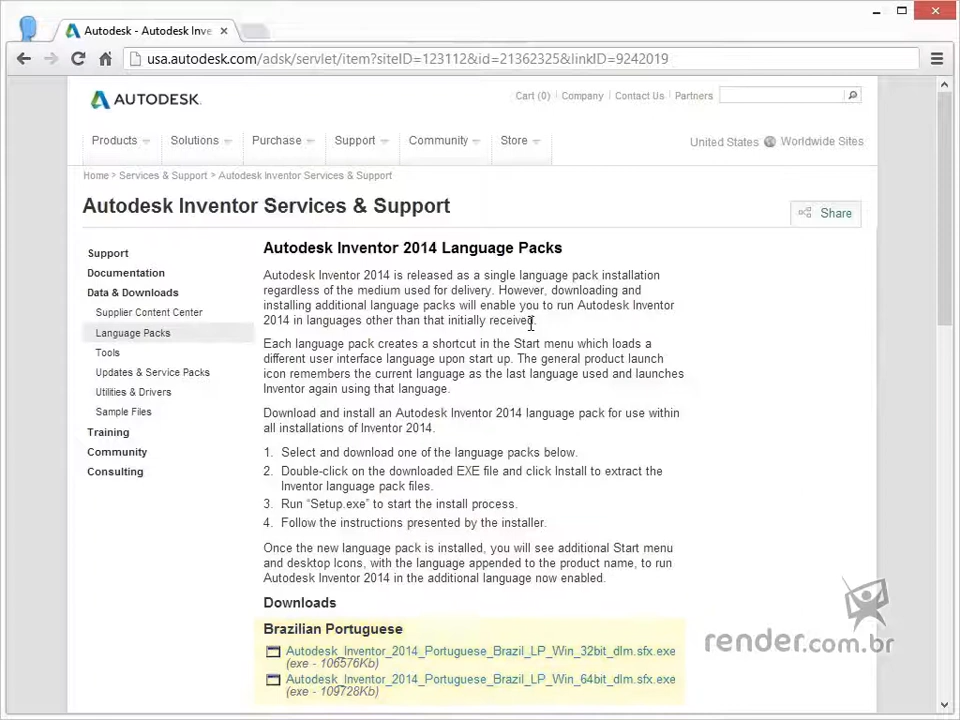 Autodesk - Autodesk Inve
usa.autodesk.com/adsk/servlet/item?siteID=123112&id=21362325&linkID=9242019
AUTODESK.
Cart (0) Company Contact Us Partners
Products Solutions Purchase Support Community Store
United States Worldwide Sites
Home > Services & Support > Autodesk Inventor Services & Support
Autodesk Inventor Services & Support
Share
Support
Documentation
Data & Downloads
Supplier Content Center
Language Packs
Tools
Updates & Service Packs
Utilities & Drivers
Sample Files
Training
Community
Consulting
Autodesk Inventor 2014 Language Packs
Autodesk Inventor 2014 is released as a single language pack installation
regardless of the medium used for delivery. However, downloading and
installing additional language packs will enable you to run Autodesk Inventor
2014 in languages other than that initially received.
Each language pack creates a shortcut in the Start menu which loads a
different user interface language upon start up. The general product launch
icon remembers the current language as the last language used and launches
Inventor again using that language.
Download and install an Autodesk Inventor 2014 language pack for use within
all installations of Inventor 2014.
1. Select and download one of the language packs below.
2. Double-click on the downloaded EXE file and click Install to extract the
Inventor language pack files.
3. Run “Setup.exe” to start the install process.
4. Follow the instructions presented by the installer.
Once the new language pack is installed, you will see additional Start menu
and desktop Icons, with the language appended to the product name, to run
Autodesk Inventor 2014 in the additional language now enabled.
Downloads
Brazilian Portuguese
Autodesk_Inventor_2014_Portuguese_Brazil_LP_Win_32bit_dlm.sfx.exe
(exe - 106576Kb)
Autodesk_Inventor_2014_Portuguese_Brazil_LP_Win_64bit_dlm.sfx.exe
(exe - 109728Kb)
render.com.br